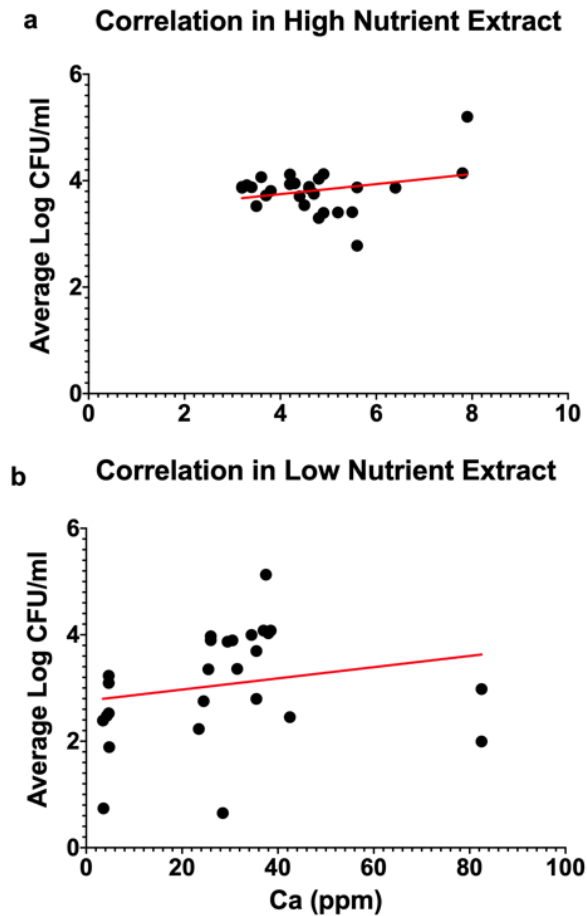 a Correlation in High Nutrient Extract
Average Log CFU/ml
6
4
2
0
0 2 4 6 8 10
b Correlation in Low Nutrient Extract
Average Log CFU/ml
6
4
2
0
0 20 40 60 80 100
Ca (ppm)